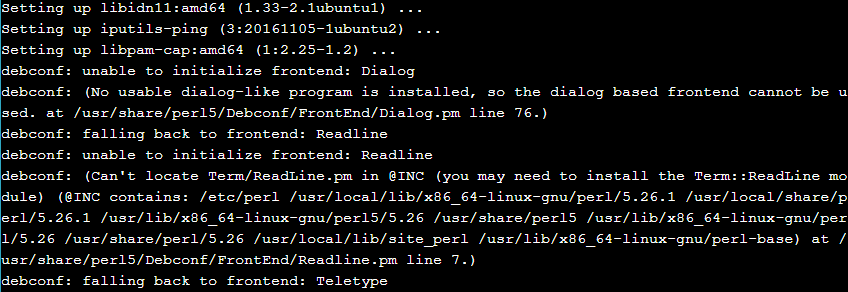 Setting up libidn11:amd64 (1.33-2.1ubuntu1) ...
Setting up iputils-ping (3:20161105-1ubuntu2) ...
Setting up libpam-cap:amd64 (1:2.25-1.2) ...
debconf: unable to initialize frontend: Dialog
debconf: (No usable dialog-like program is installed, so the dialog based frontend cannot be u
sed. at /usr/share/perl5/Debconf/FrontEnd/Dialog.pm line 76.)
debconf: falling back to frontend: Readline
debconf: unable to initialize frontend: Readline
debconf: (Can't locate Term/ReadLine.pm in @INC (you may need to install the Term::ReadLine mo
dule) (@INC contains: /etc/perl /usr/local/lib/x86_64-linux-gnu/perl/5.26.1 /usr/local/share/p
erl/5.26.1 /usr/lib/x86_64-linux-gnu/perl5/5.26 /usr/share/perl5 /usr/lib/x86_64-linux-gnu/per
l/5.26 /usr/share/perl/5.26 /usr/local/lib/site_perl /usr/lib/x86_64-linux-gnu/perl-base) at /
usr/share/perl5/Debconf/FrontEnd/Readline.pm line 7.)
debconf: falling back to frontend: Teletype